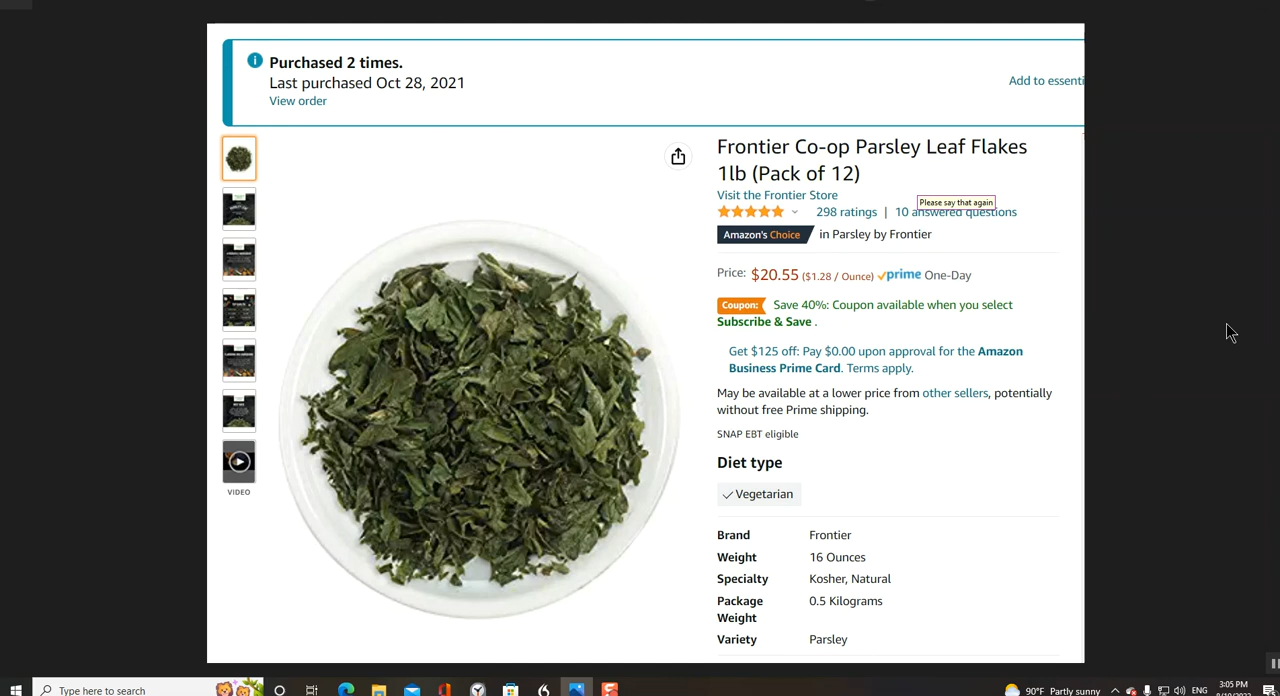 Purchased 2 times.
Last purchased Oct 28, 2021
View order
Add to essenti
Frontier Co-op Parsley Leaf Flakes
1lb (Pack of 12)
Visit the Frontier Store
Please say that again
298 ratings | 10 answered questions
Amazon's Choice in Parsley by Frontier
Price: $20.55 ($1.28 / Ounce) prime One-Day
Coupon: Save 40%: Coupon available when you select
Subscribe & Save .
Get $125 off: Pay $0.00 upon approval for the Amazon
Business Prime Card. Terms apply.
May be available at a lower price from other sellers, potentially
without free Prime shipping.
SNAP EBT eligible
Diet type
Vegetarian
Brand Frontier
Weight 16 Ounces
Specialty Kosher, Natural
Package 0.5 Kilograms
Weight
Variety Parsley
VIDEO
Type here to search
90°F Partly sunny
ENG
3:05 PM